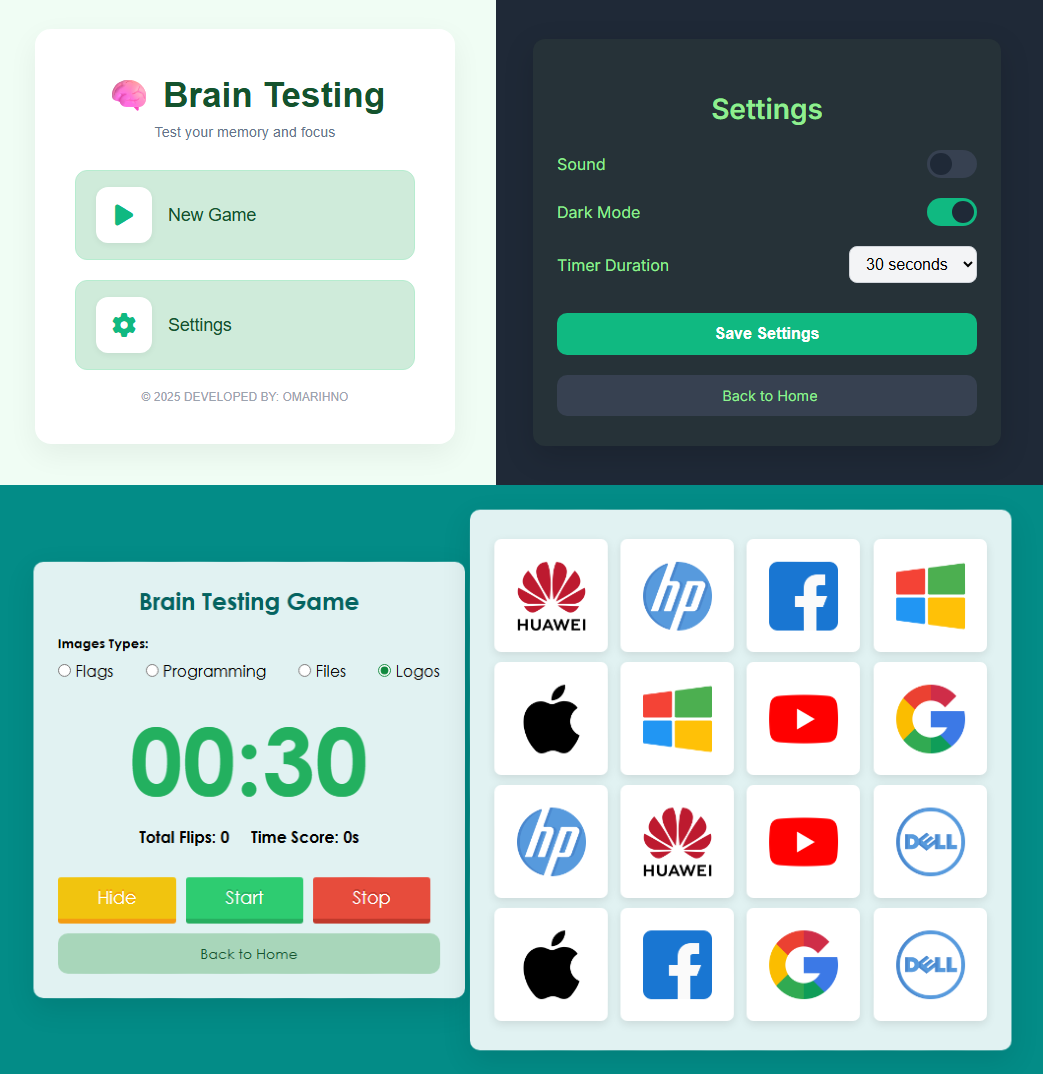 Brain Testing
Test your memory and focus
New Game
Settings
© 2025 DEVELOPED BY: OMARIHNO
Settings
Sound
Dark Mode
Timer Duration
30 seconds
Save Settings
Back to Home
Brain Testing Game
Images Types:
Flags Programming Files Logos
00:30
Total Flips: 0 Time Score: 0s
Hide Start Stop
Back to Home
HUAWEI hp f
G
hp HUAWEI DELL
f G DELL